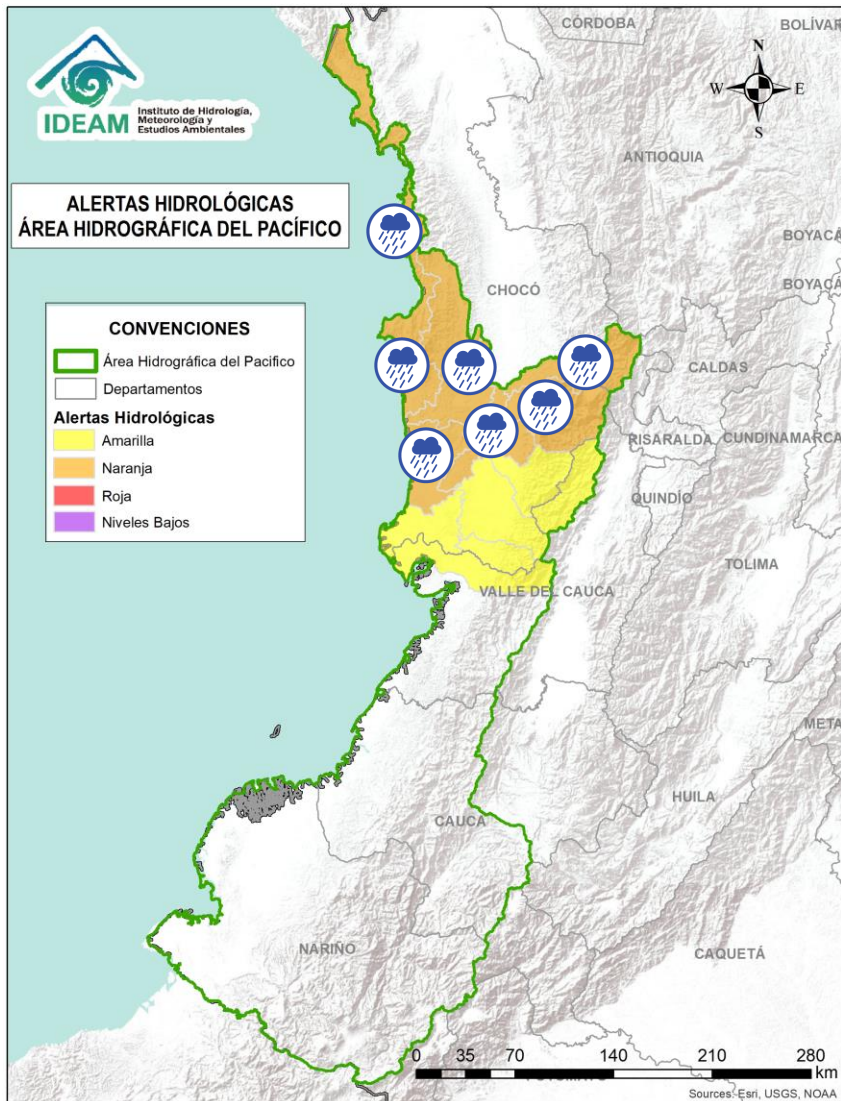 CÓRDOBA
BOLÍVAR
IDEAM
Instituto de Hidrología,
Meteorología y
Estudios Ambientales
N
W E
S
ANTIOQUIA
ALERTAS HIDROLÓGICAS
ÁREA HIDROGRÁFICA DEL PACÍFICO
BOYACÁ
BOYACÁ
CHOCÓ
CONVENCIONES
Área Hidrográfica del Pacifico
Departamentos
Alertas Hidrológicas
Amarilla
Naranja
Roja
Niveles Bajos
CALDAS
RISARALDA
CUNDINAMARCA
QUINDÍO
TOLIMA
VALLE DEL CAUCA
META
HUILA
CAUCA
NARIÑO
CAQUETÁ
0 35 70 140 210 280
km
Sources: Esri, USGS, NOAA